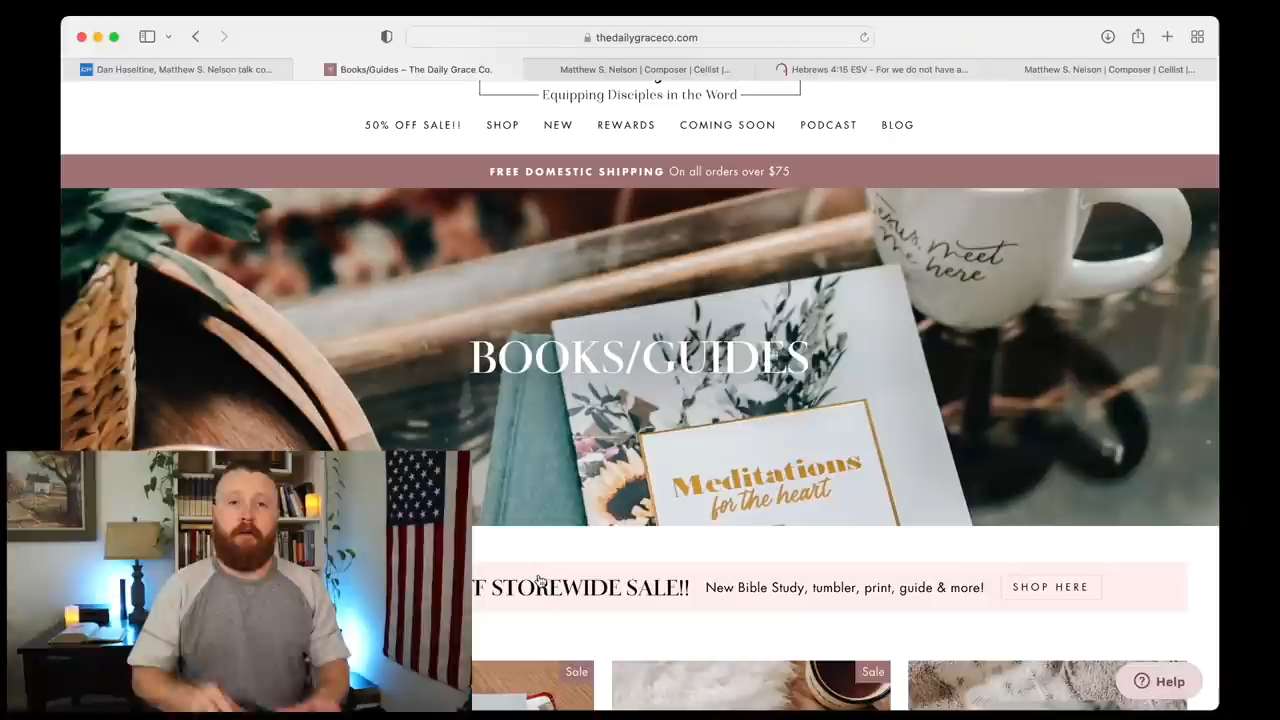 thedailygraceco.com
Dan Haseltine, Matthew S. Nelson talk co...
Books/Guides – The Daily Grace Co.
Matthew S. Nelson | Composer | Cellist |...
Hebrews 4:15 ESV - For we do not have a...
Matthew S. Nelson | Composer | Cellist |...
Equipping Disciples in the Word
50% OFF SALE!! SHOP NEW REWARDS COMING SOON PODCAST BLOG
FREE DOMESTIC SHIPPING On all orders over $75
meet
me here
BOOKS/GUIDES
Meditations
for the heart
F STOREWIDE SALE!! New Bible Study, tumbler, print, guide & more! SHOP HERE
Sale
Sale
Help